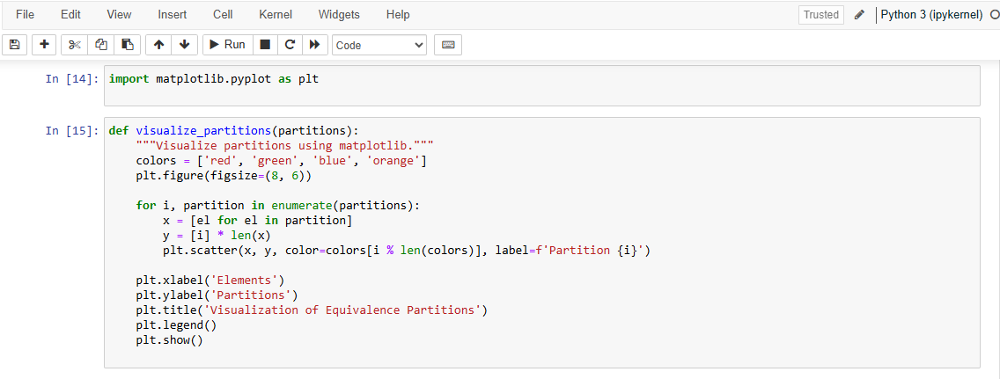 File Edit View Insert Cell Kernel Widgets Help Trusted Python 3 (ipykernel)
Run Code
In [14]: import matplotlib.pyplot as plt
In [15]: def visualize_partitions(partitions):
    """Visualize partitions using matplotlib."""
    colors = ['red', 'green', 'blue', 'orange']
    plt.figure(figsize=(8, 6))
    for i, partition in enumerate(partitions):
        x = [el for el in partition]
        y = [i] * len(x)
        plt.scatter(x, y, color=colors[i % len(colors)], label=f'Partition {i}')
    plt.xlabel('Elements')
    plt.ylabel('Partitions')
    plt.title('Visualization of Equivalence Partitions')
    plt.legend()
    plt.show()